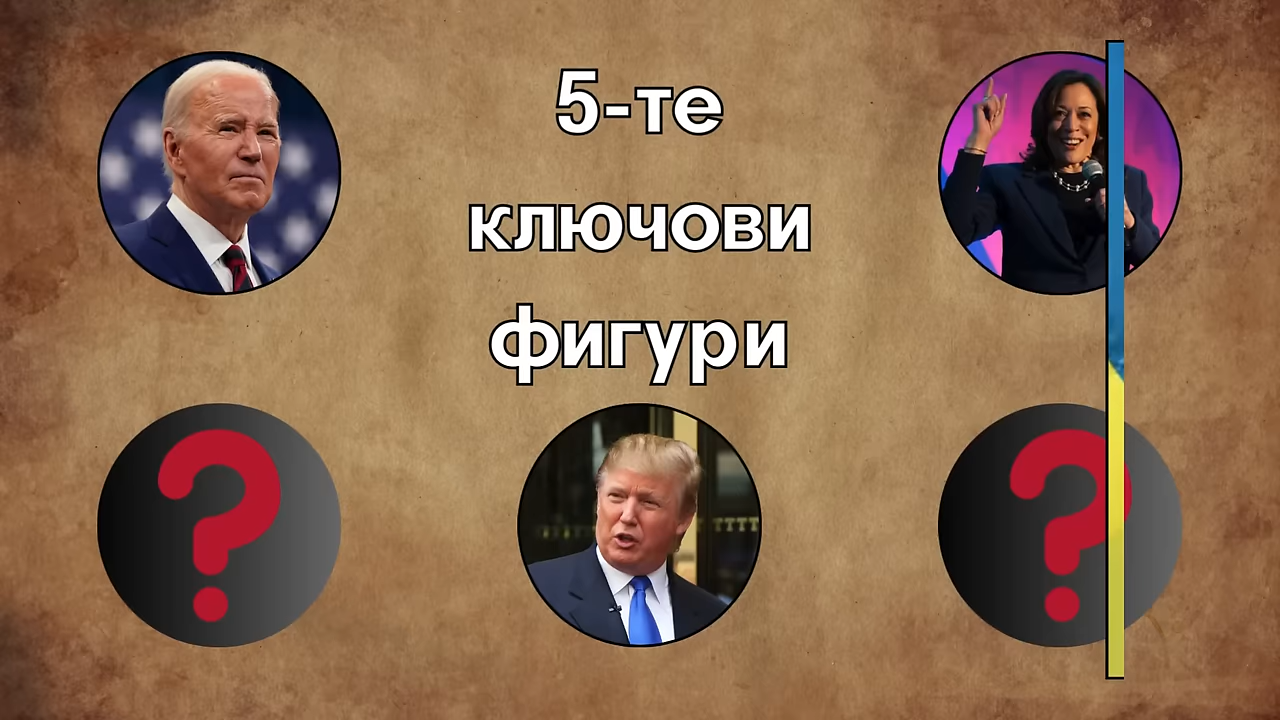 5-те
ключови
фигури
?
?